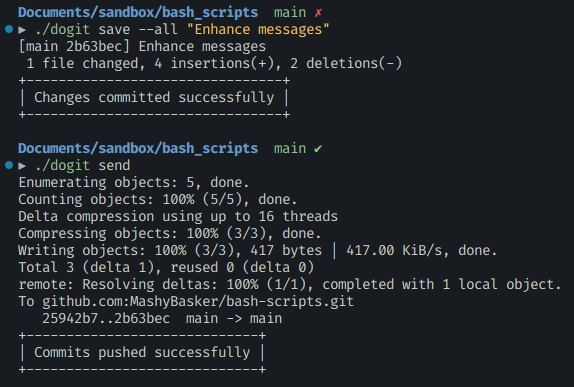 Documents/sandbox/bash_scripts main ✗
▶ ./dogit save --all "Enhance messages"
[main 2b63bec] Enhance messages
1 file changed, 4 insertions(+), 2 deletions(-)
+------------------------------+
| Changes committed successfully |
+------------------------------+
Documents/sandbox/bash_scripts main ✔
▶ ./dogit send
Enumerating objects: 5, done.
Counting objects: 100% (5/5), done.
Delta compression using up to 16 threads
Compressing objects: 100% (3/3), done.
Writing objects: 100% (3/3), 417 bytes | 417.00 KiB/s, done.
Total 3 (delta 1), reused 0 (delta 0)
remote: Resolving deltas: 100% (1/1), completed with 1 local object.
To github.com:MashyBasker/bash-scripts.git
25942b7..2b63bec main -> main
+-----------------------------+
| Commits pushed successfully |
+-----------------------------+